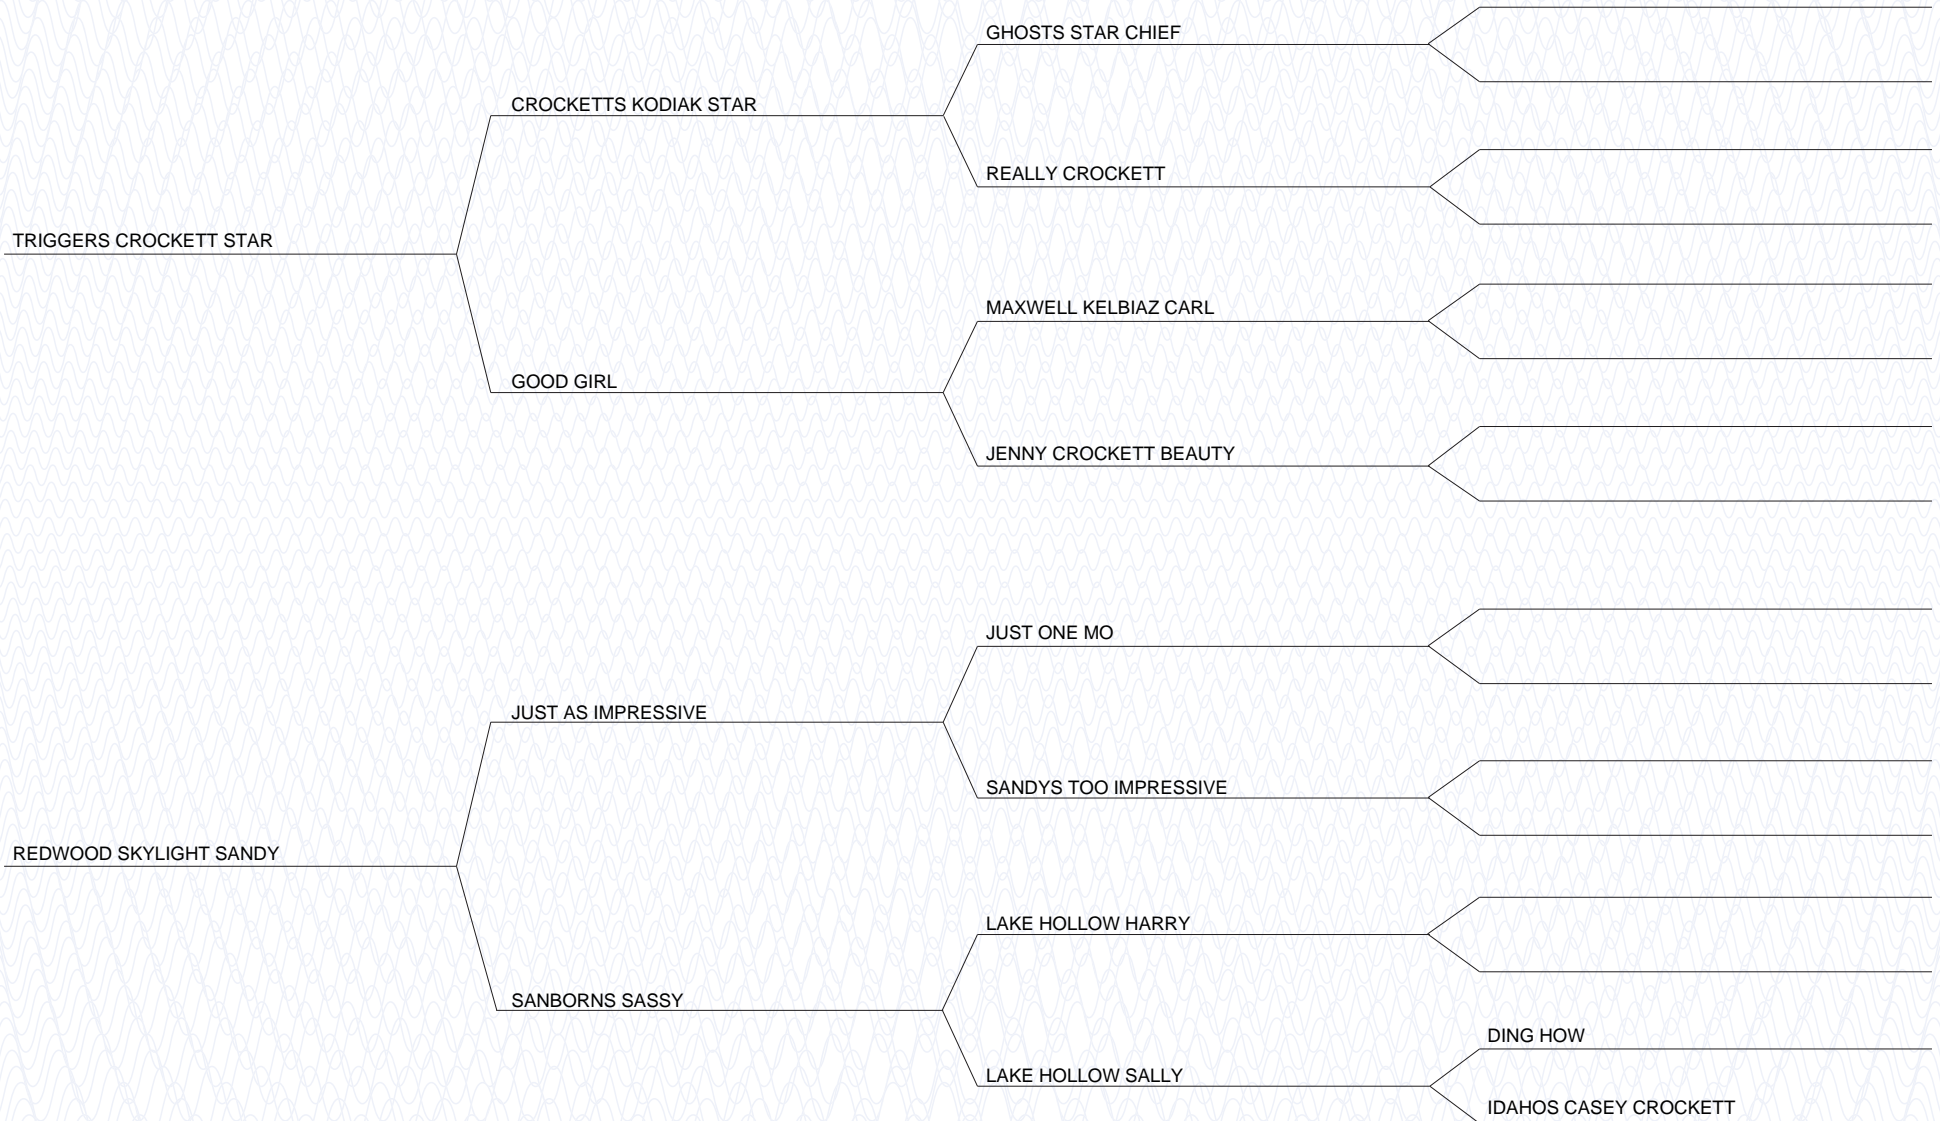 GHOSTS STAR CHIEF
CROCKETTS KODIAK STAR
REALLY CROCKETT
TRIGGERS CROCKETT STAR
MAXWELL KELBIAZ CARL
GOOD GIRL
JENNY CROCKETT BEAUTY
JUST ONE MO
JUST AS IMPRESSIVE
SANDYS TOO IMPRESSIVE
REDWOOD SKYLIGHT SANDY
LAKE HOLLOW HARRY
SANBORNS SASSY
DING HOW
LAKE HOLLOW SALLY
IDAHOS CASEY CROCKETT